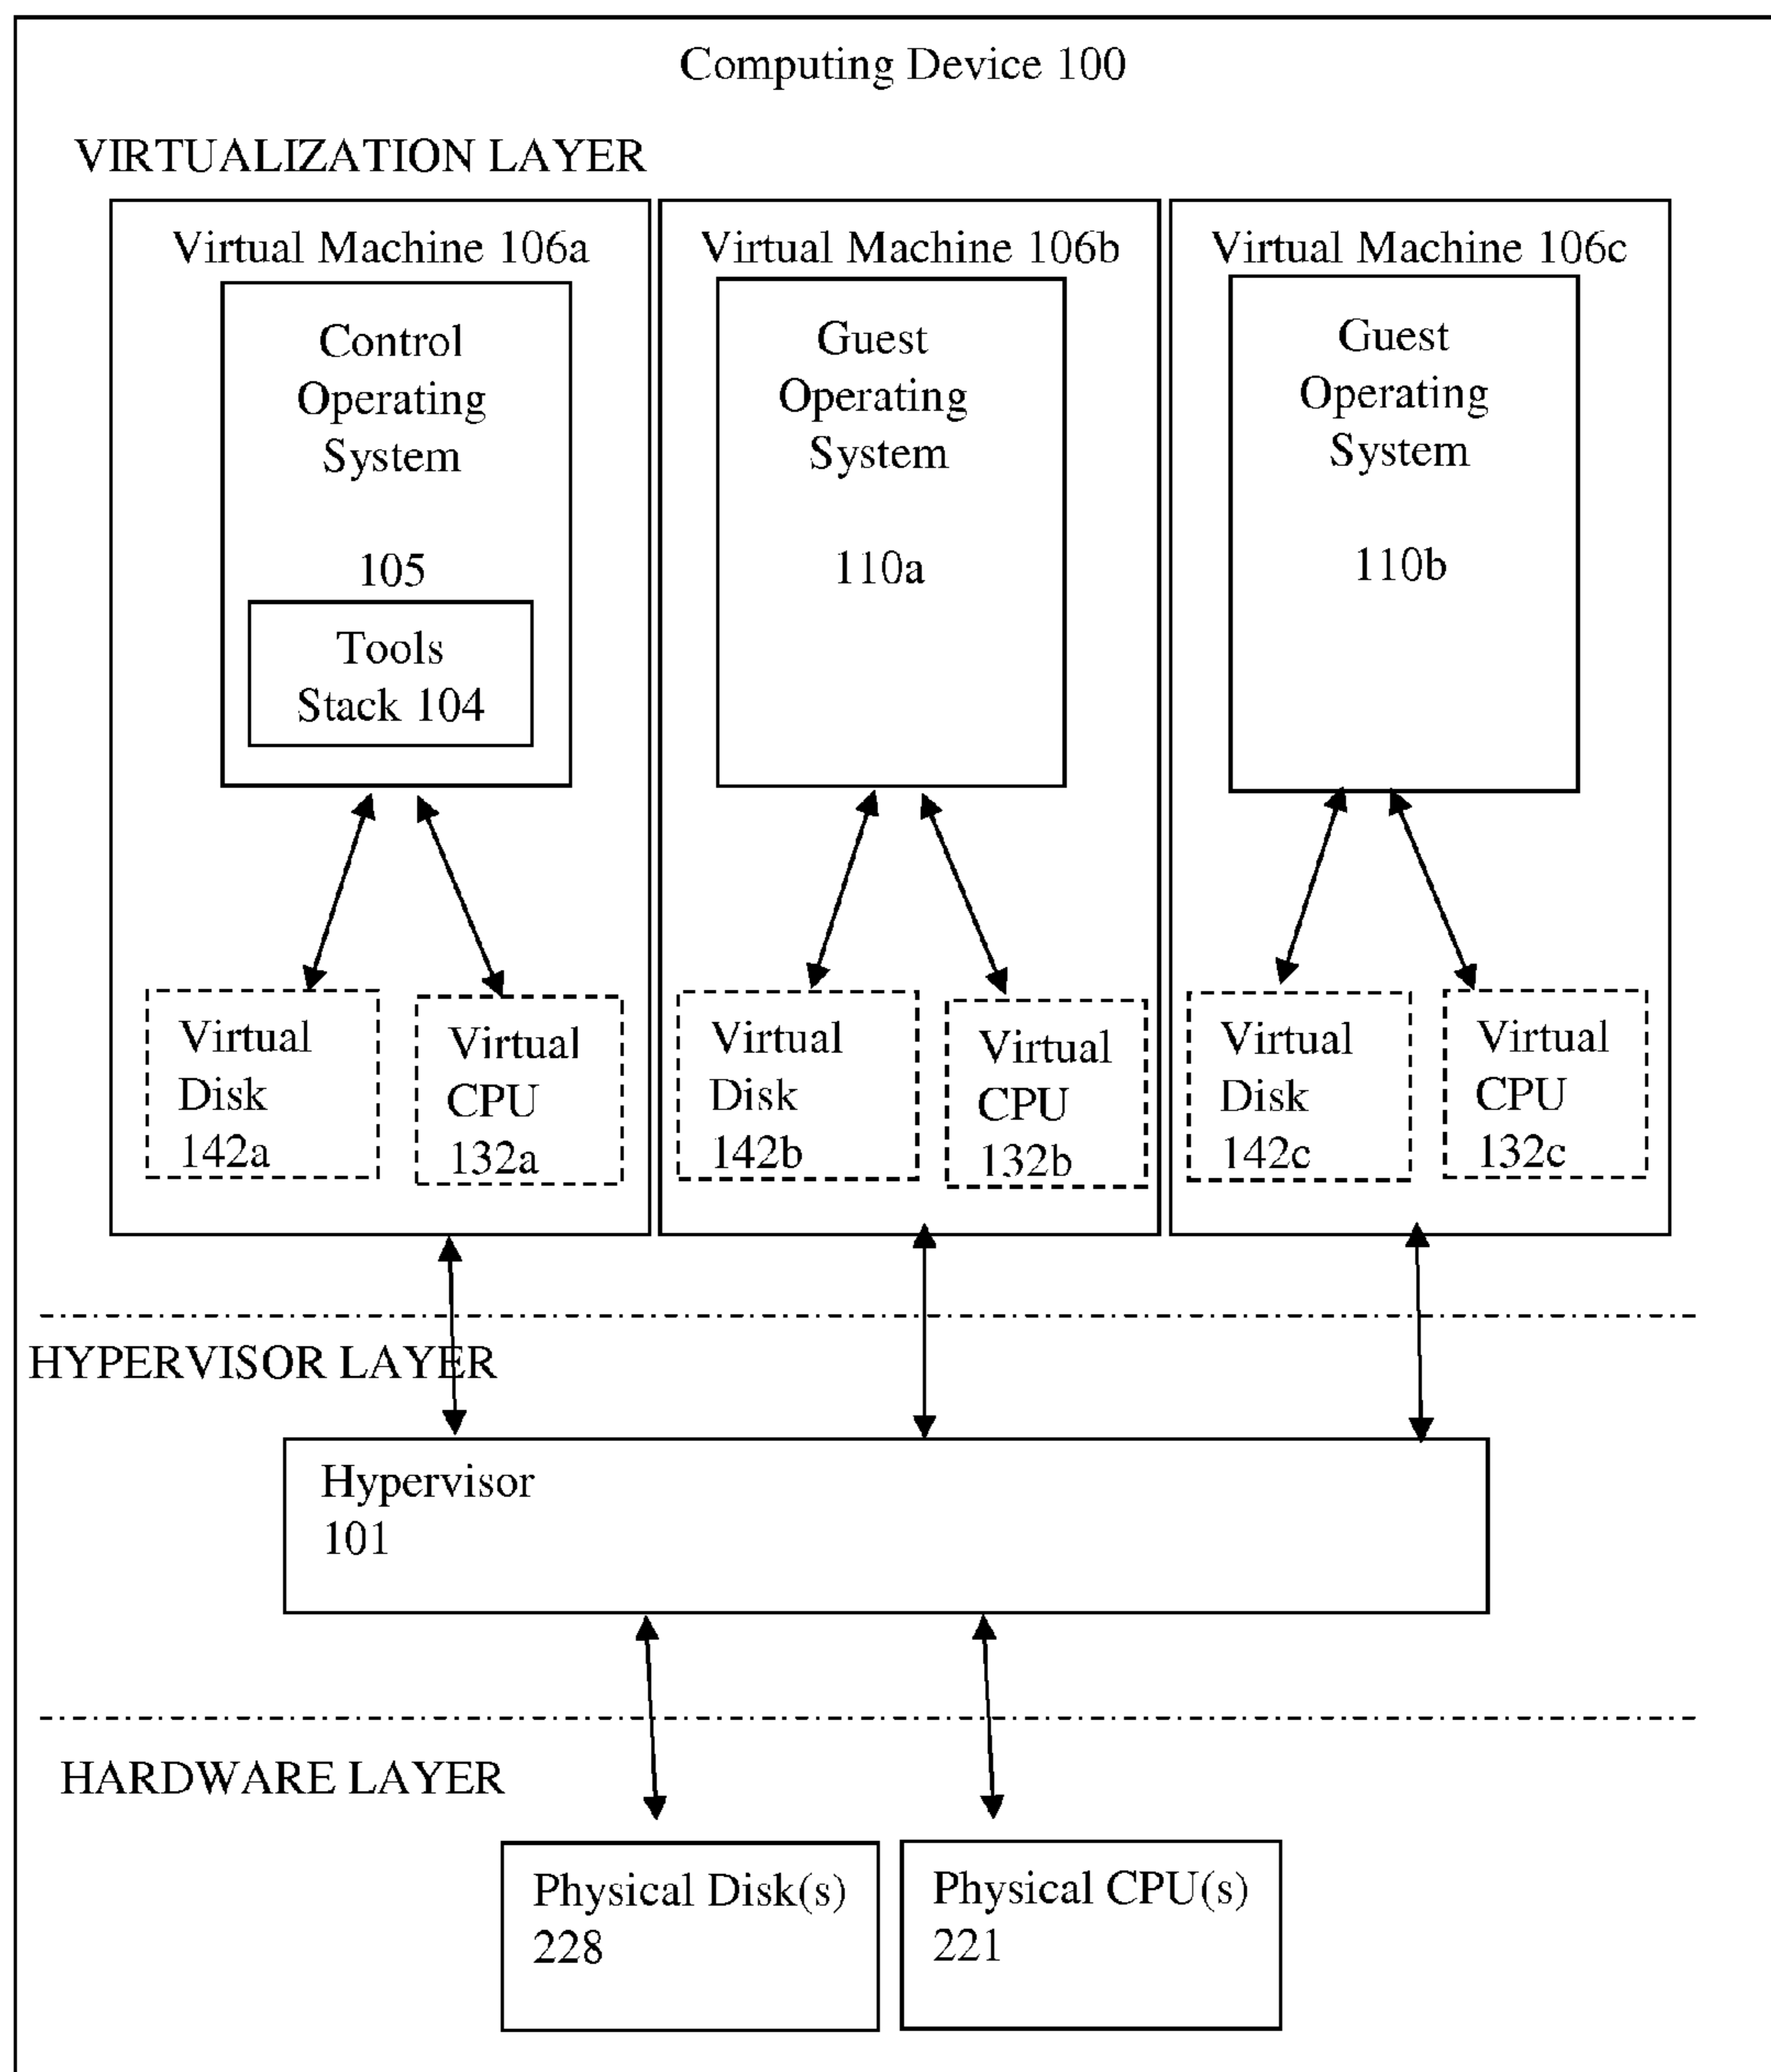 Computing Device 100
VIRTUALIZATION LAYER
Virtual Machine 106a
Control
Operating
System
105
Tools
Stack 104
Virtual
Disk
142a
Virtual
CPU
132a
Virtual Machine 106b
Guest
Operating
System
110a
Virtual
Disk
142b
Virtual
CPU
132b
Virtual Machine 106c
Guest
Operating
System
110b
Virtual
Disk
142c
Virtual
CPU
132c
HYPERVISOR LAYER
Hypervisor
101
HARDWARE LAYER
Physical Disk(s)
228
Physical CPU(s)
221